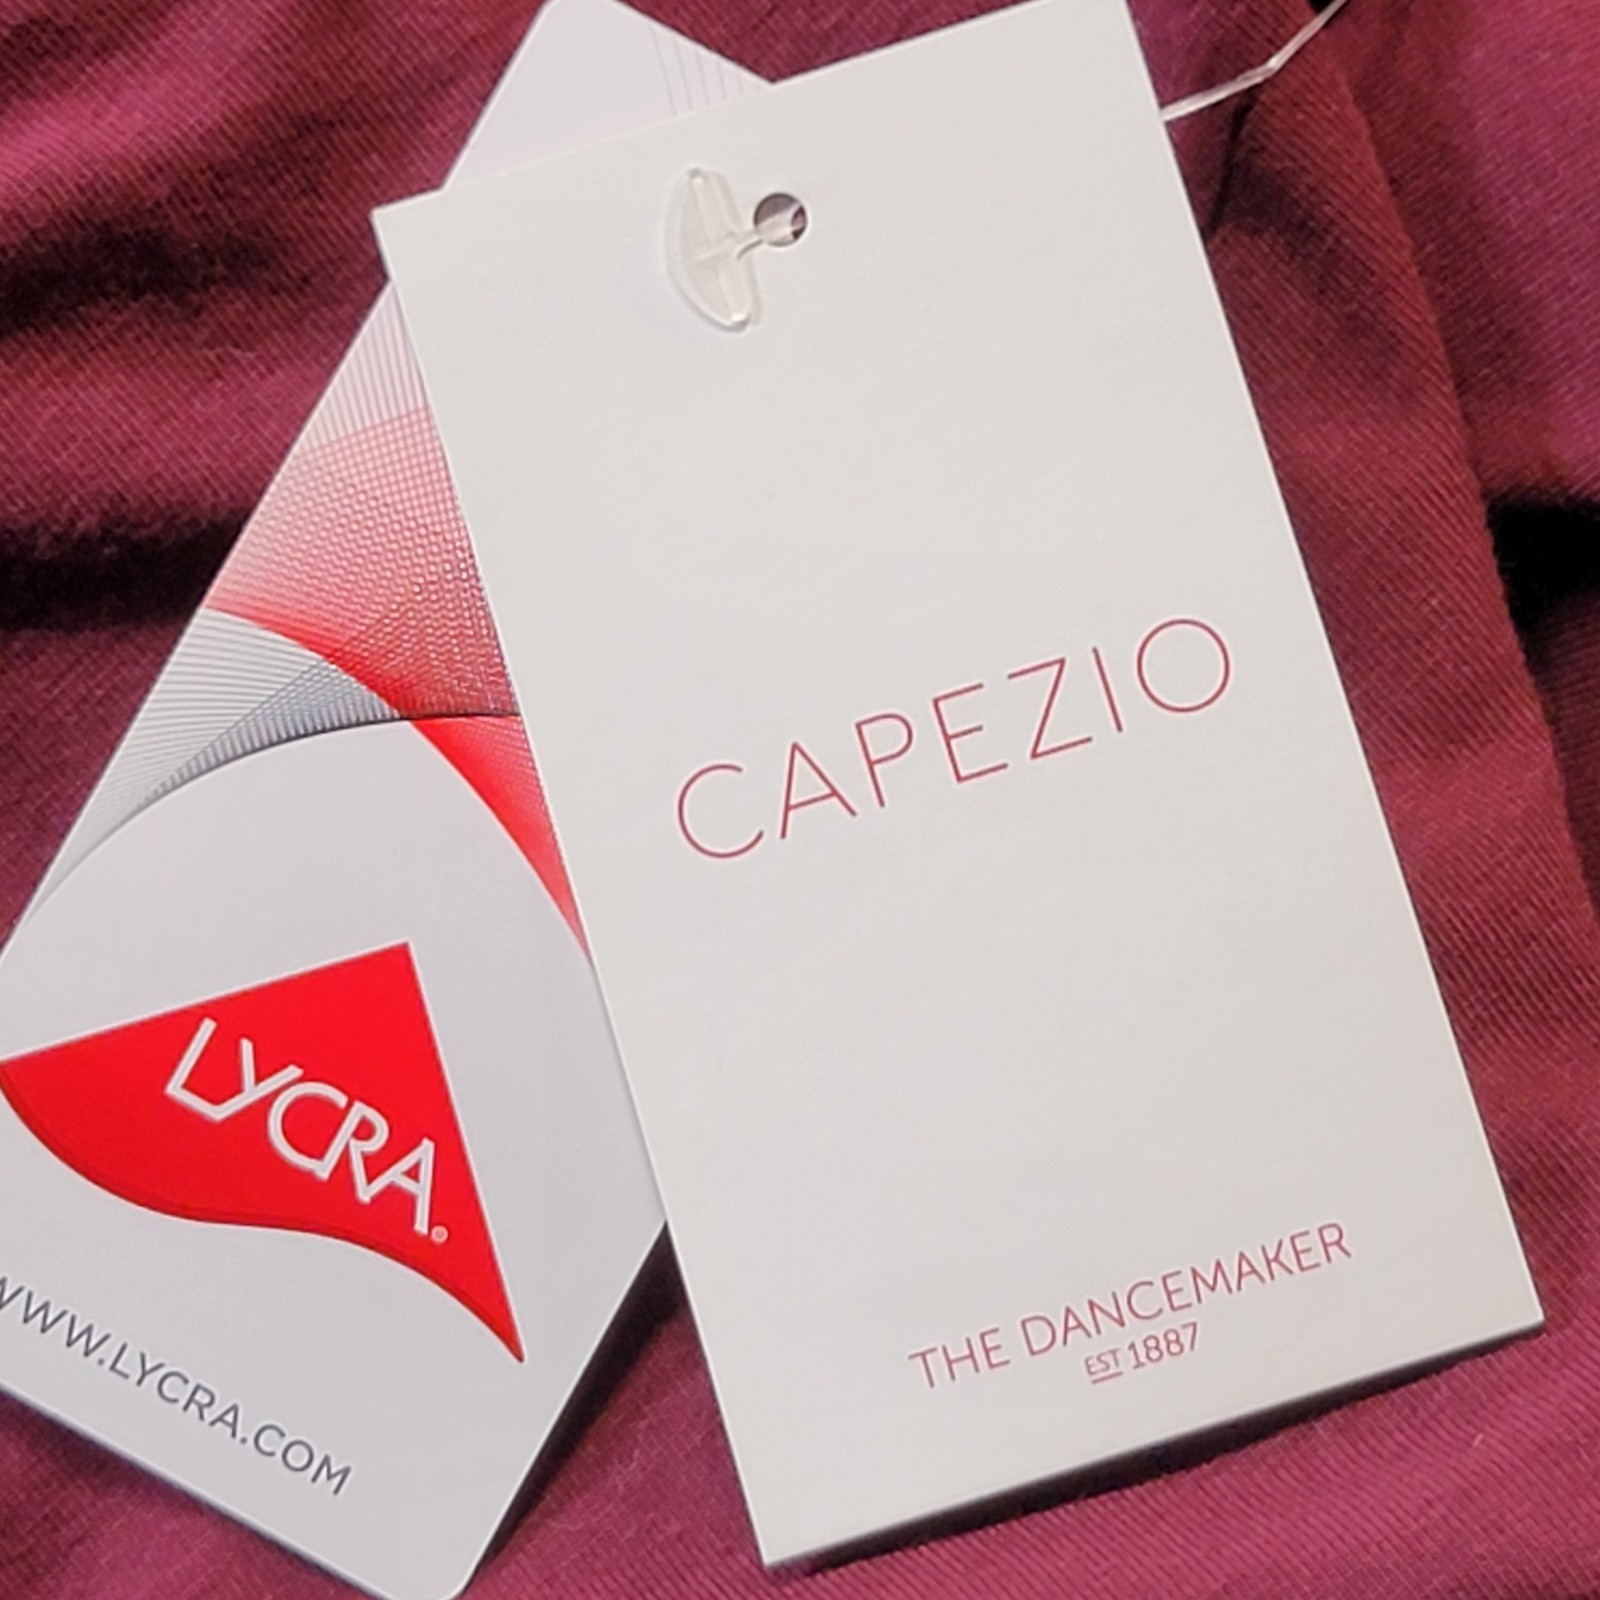 CAPEZIO
THE DANCEMAKER
EST 1887
LYCRA®
WWW.LYCRA.COM